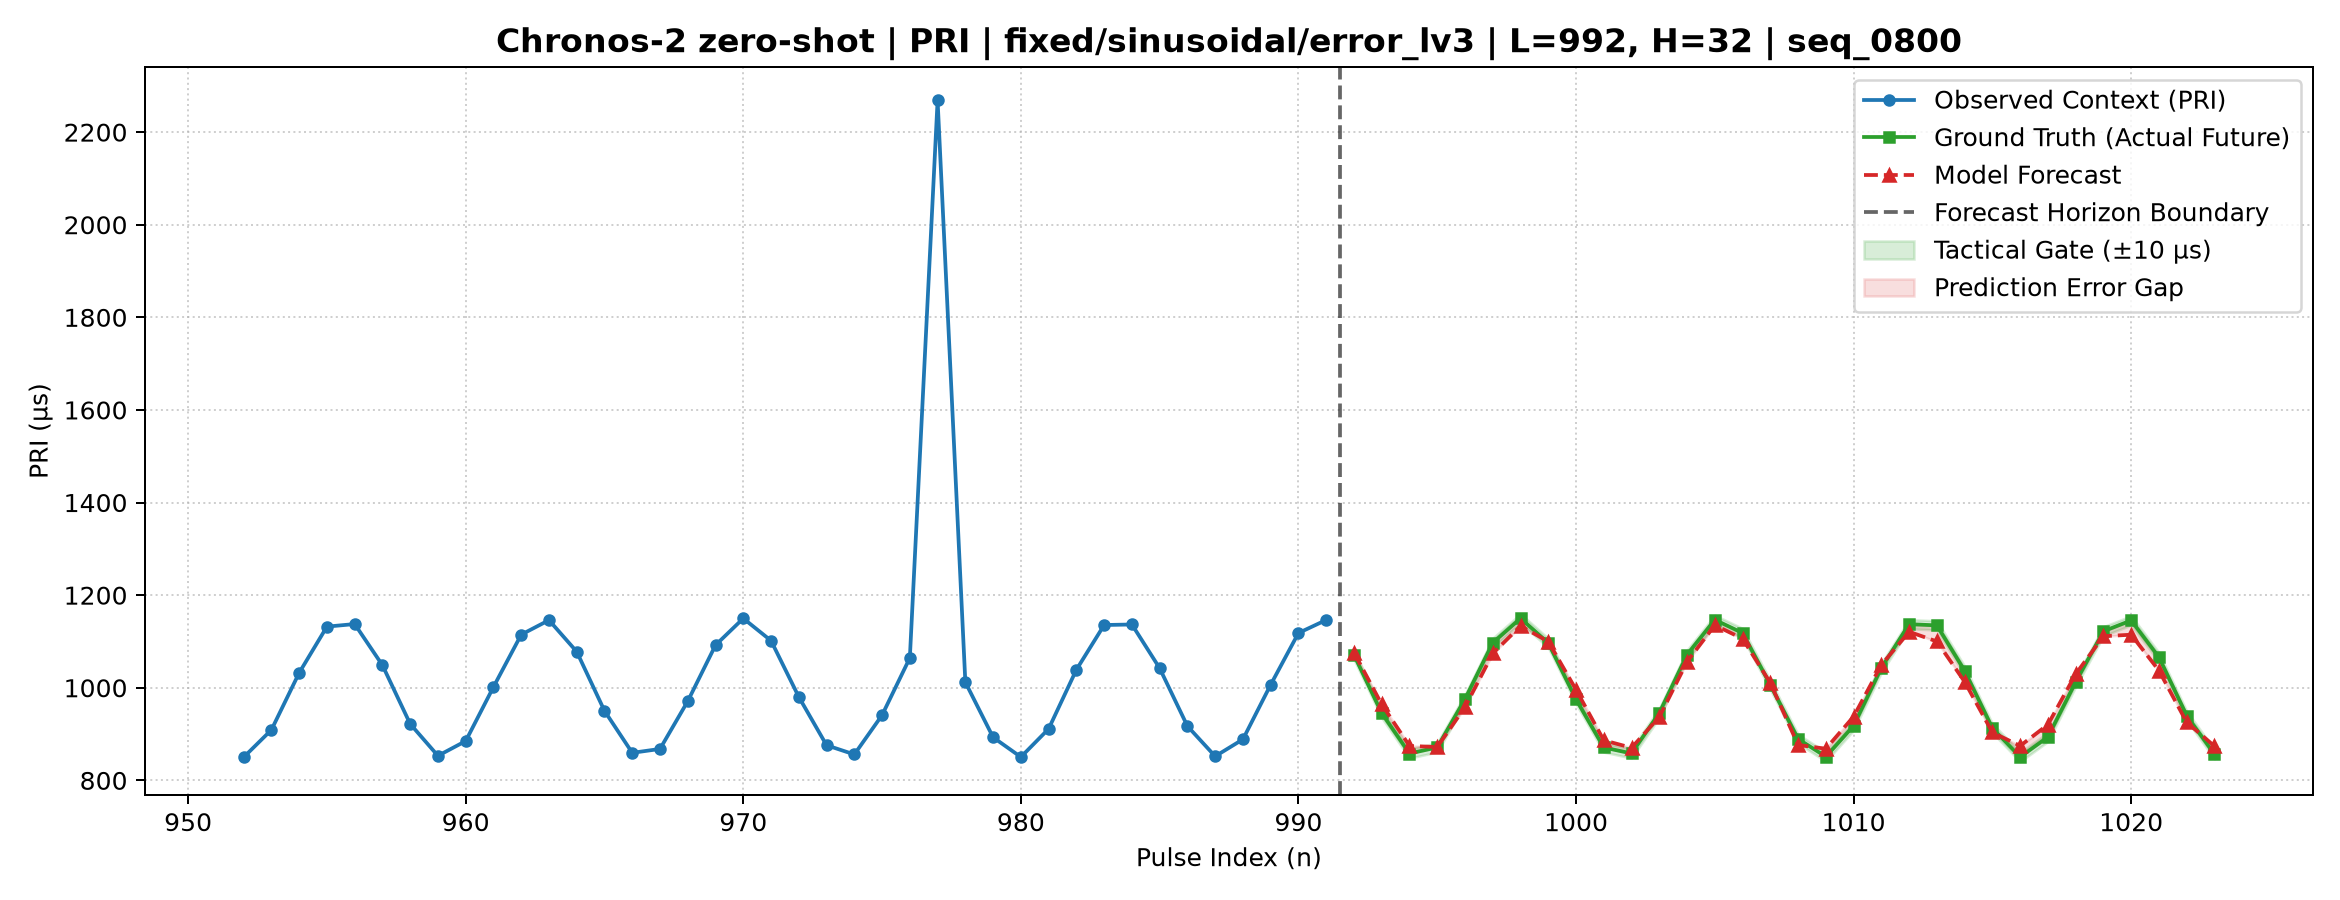 Chronos-2 zero-shot | PRI | fixed/sinusoidal/error_lv3 | L=992, H=32 | seq_0800
Observed Context (PRI)
Ground Truth (Actual Future)
Model Forecast
Forecast Horizon Boundary
Tactical Gate (±10 µs)
Prediction Error Gap
PRI (µs)
2200
2000
1800
1600
1400
1200
1000
800
950 960 970 980 990 1000 1010 1020
Pulse Index (n)